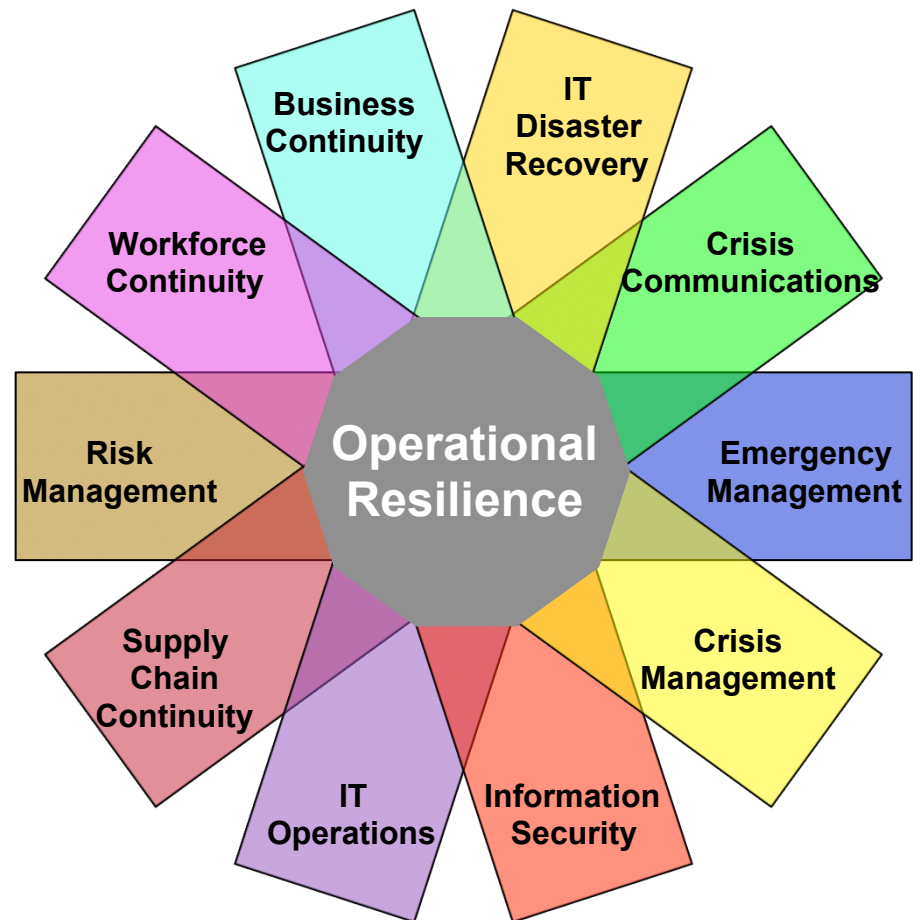 Business
Continuity
IT
Disaster
Recovery
Workforce
Continuity
Crisis
Communications
Risk
Management
Operational
Resilience
Emergency
Management
Supply
Chain
Continuity
Crisis
Management
IT
Operations
Information
Security